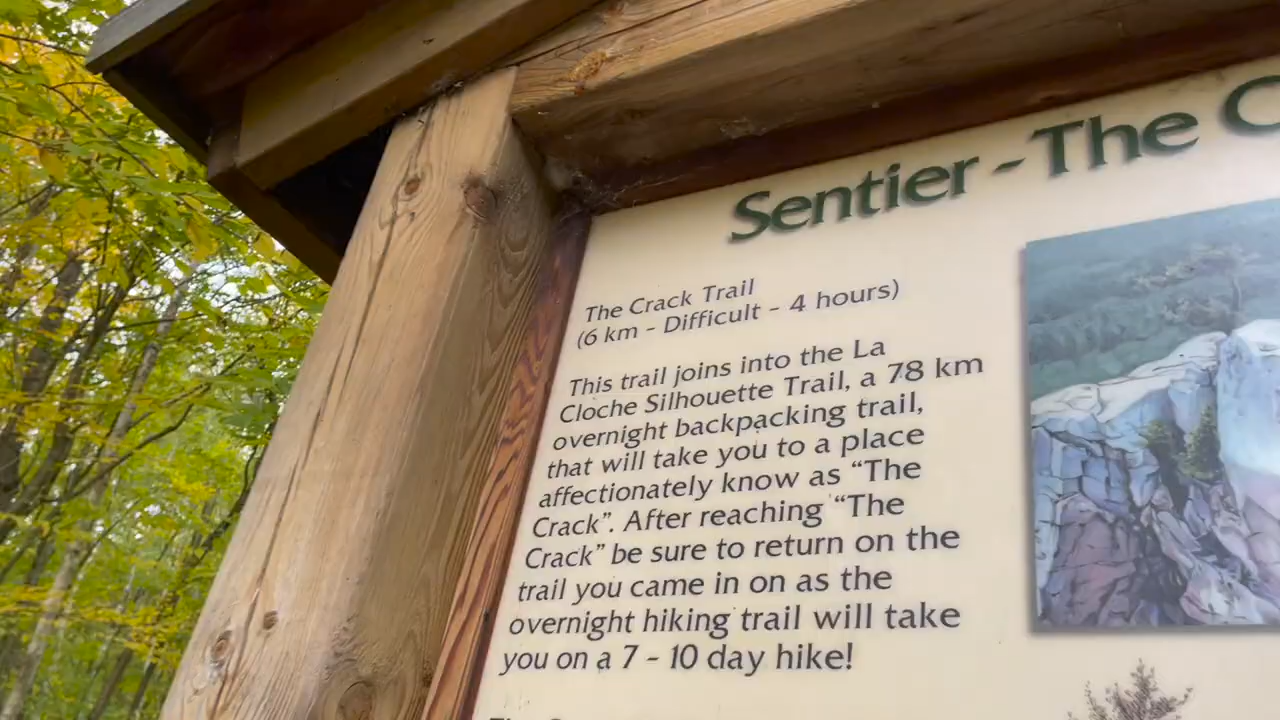 Sentier - The
The Crack Trail
(6 km - Difficult - 4 hours)
This trail joins into the La
Cloche Silhouette Trail, a 78 km
overnight backpacking trail,
that will take you to a place
affectionately know as “The
Crack”. After reaching “The
Crack” be sure to return on the
trail you came in on as the
overnight hiking trail will take
you on a 7 - 10 day hike!